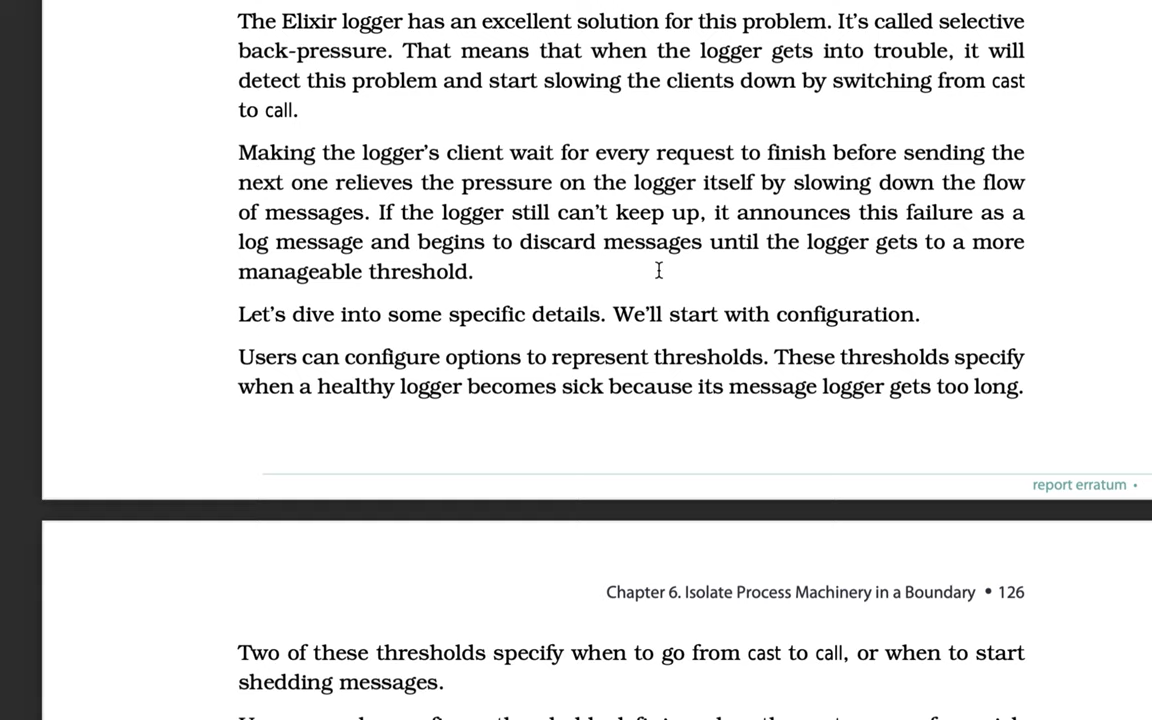 The Elixir logger has an excellent solution for this problem. It's called selective
back-pressure. That means that when the logger gets into trouble, it will
detect this problem and start slowing the clients down by switching from cast
to call.
Making the logger's client wait for every request to finish before sending the
next one relieves the pressure on the logger itself by slowing down the flow
of messages. If the logger still can't keep up, it announces this failure as a
log message and begins to discard messages until the logger gets to a more
manageable threshold.
Let's dive into some specific details. We'll start with configuration.
Users can configure options to represent thresholds. These thresholds specify
when a healthy logger becomes sick because its message logger gets too long.
report erratum •
Chapter 6. Isolate Process Machinery in a Boundary • 126
Two of these thresholds specify when to go from cast to call, or when to start
shedding messages.